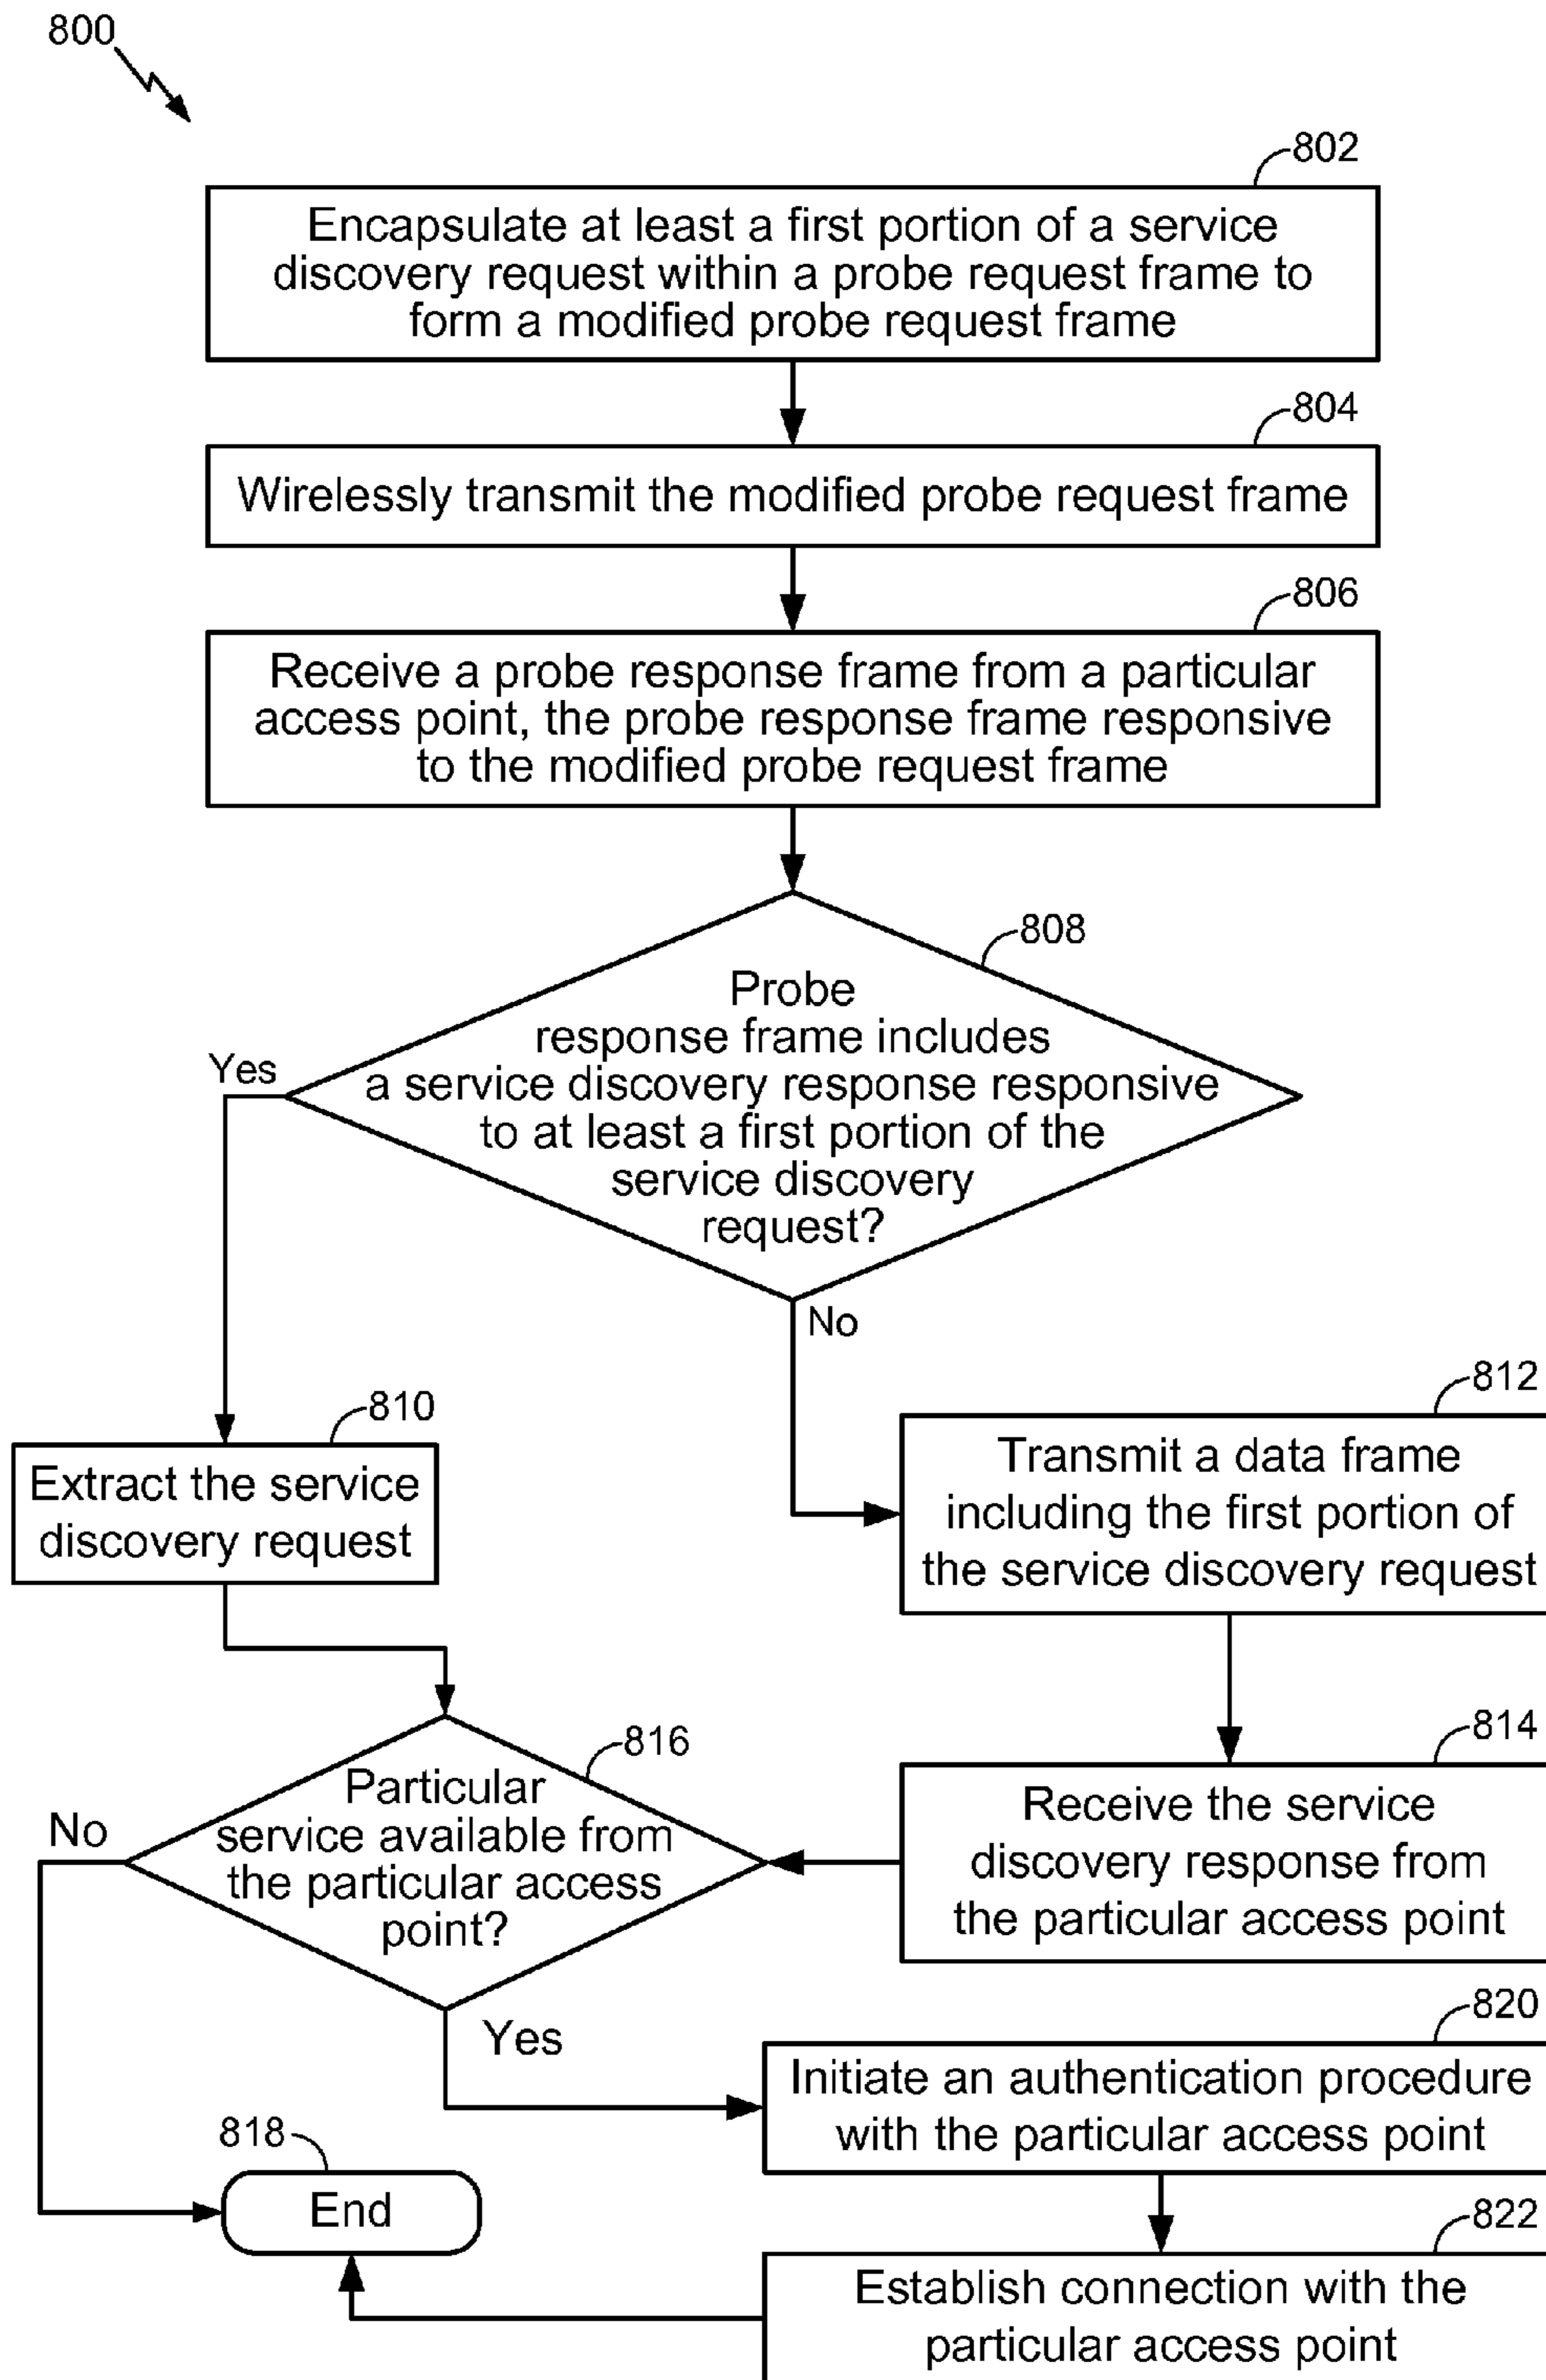 800
802
Encapsulate at least a first portion of a service
discovery request within a probe request frame to
form a modified probe request frame
804
Wirelessly transmit the modified probe request frame
806
Receive a probe response frame from a particular
access point, the probe response frame responsive
to the modified probe request frame
808
Probe
response frame includes
a service discovery response responsive
to at least a first portion of the
service discovery
request?
Yes
No
810
Extract the service
discovery request
812
Transmit a data frame
including the first portion of
the service discovery request
814
Receive the service
discovery response from
the particular access point
816
Particular
service available from
the particular access
point?
No
Yes
820
Initiate an authentication procedure
with the particular access point
818
End
822
Establish connection with the
particular access point